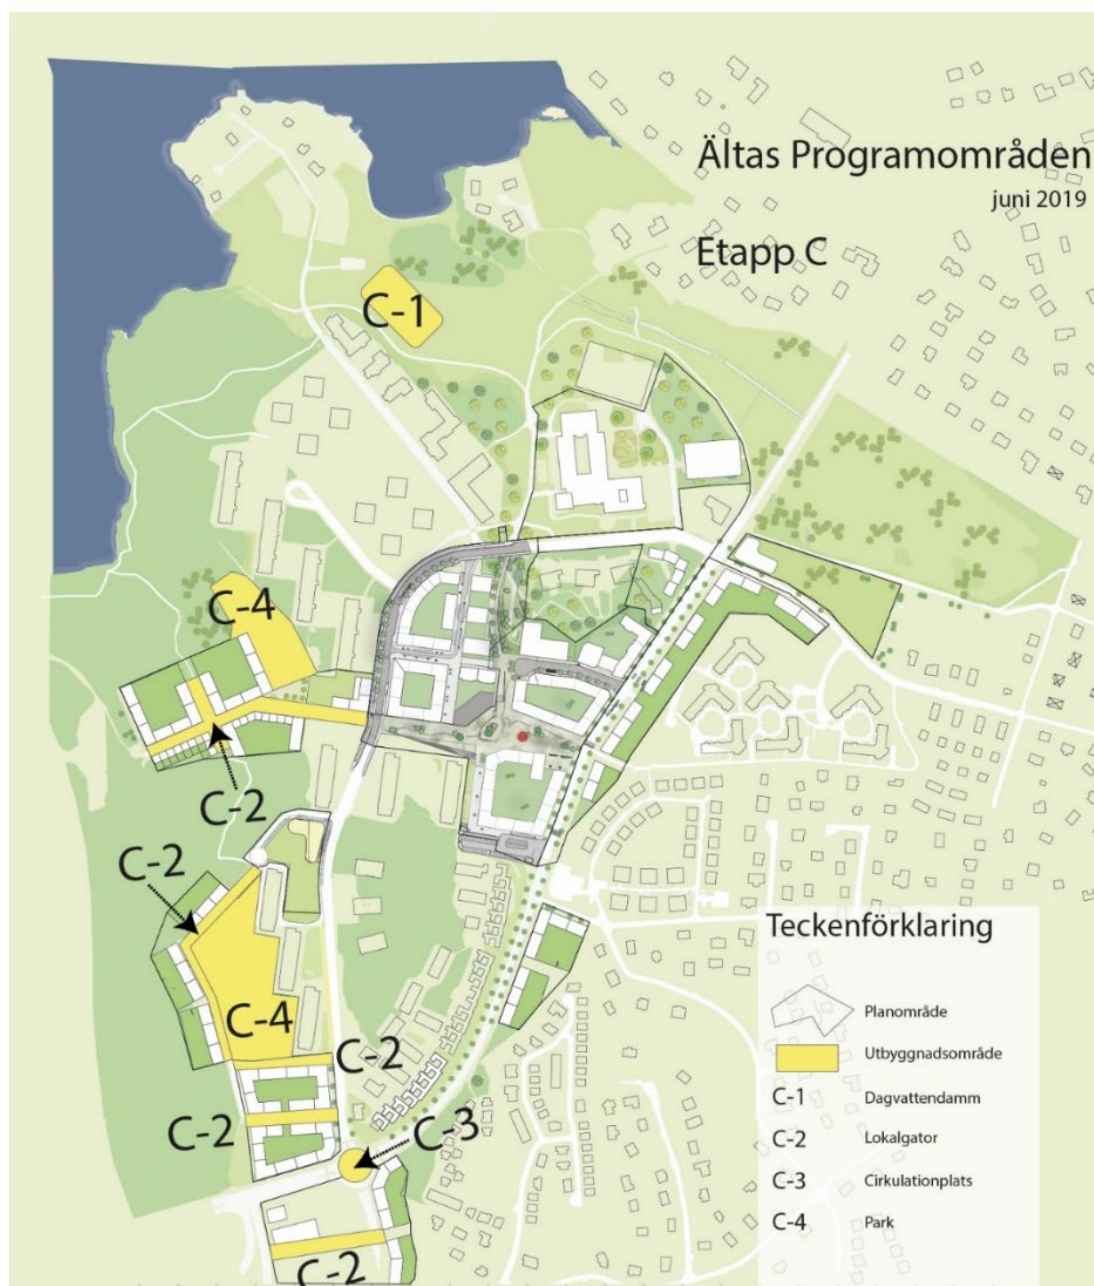 Ältas Programområden
juni 2019
Etapp C
C-1
C-4
C-2
C-2
C-4
C-2
C-2
C-3
C-2
Teckenförklaring
Planområde
Utbyggnadsområde
C-1 Dagvattendamm
C-2 Lokalgator
C-3 Cirkulationplats
C-4 Park